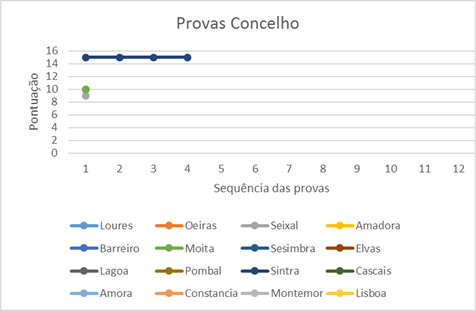 Provas Concelho
16
14
12
10
8
6
4
2
0
Pontuação
1 2 3 4 5 6 7 8 9 10 11 12
Sequência das provas
Loures Oeiras Seixal Amadora
Barreiro Moita Sesimbra Elvas
Lagoa Pombal Sintra Cascais
Amora Constancia Montemor Lisboa